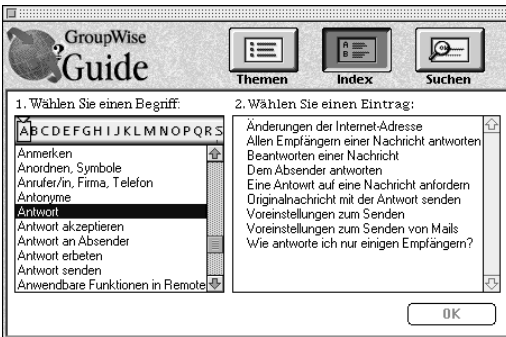 GroupWise
Guide
Themen
Index
Suchen
1. Wählen Sie einen Begriff:
2. Wählen Sie einen Eintrag:
ABCDEFGHIJKLMNOPQRS
Anmerken
Anordnen, Symbole
Anrufer/in, Firma, Telefon
Antonyme
Antwort
Antwort akzeptieren
Antwort an Absender
Antwort erbeten
Antwort senden
Anwendbare Funktionen in Remote
Änderungen der Internet-Adresse
Allen Empfängern einer Nachricht antworten
Beantworten einer Nachricht
Dem Absender antworten
Eine Antowrt auf eine Nachricht anfordern
Originalnachricht mit der Antwort senden
Voreinstellungen zum Senden
Voreinstellungen zum Senden von Mails
Wie antworte ich nur einigen Empfängern?
OK